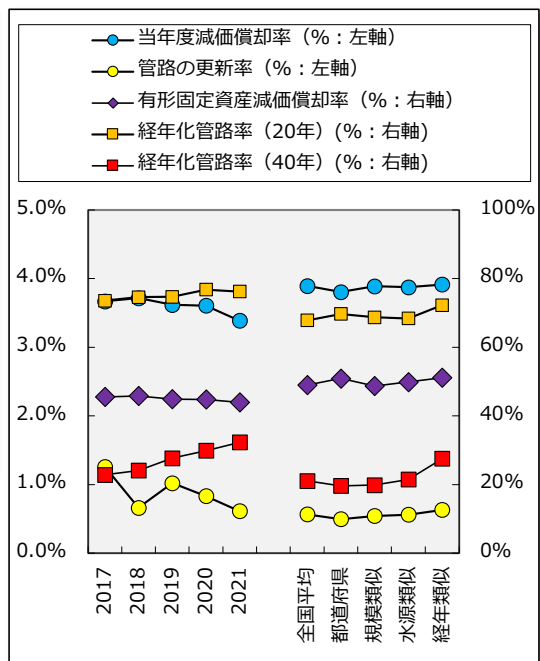 当年度減価償却率（%：左軸）
管路の更新率（%：左軸）
有形固定資産減価償却率（%：右軸）
経年化管路率（20年）(%：右軸)
経年化管路率（40年）(%：右軸)
5.0%
4.0%
3.0%
2.0%
1.0%
0.0%
100%
80%
60%
40%
20%
0%
2017
2018
2019
2020
2021
全国平均
都道府県
規模類似
水源類似
経年類似